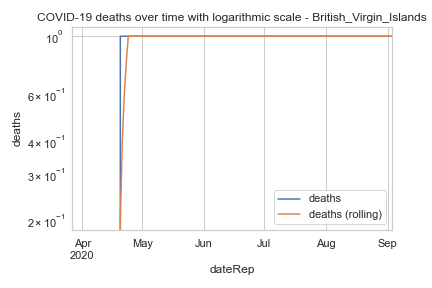 COVID-19 deaths over time with logarithmic scale - British_Virgin_Islands
10⁰
6 × 10⁻¹
4 × 10⁻¹
3 × 10⁻¹
2 × 10⁻¹
deaths
deaths
deaths (rolling)
Apr May Jun Jul Aug Sep
2020
dateRep